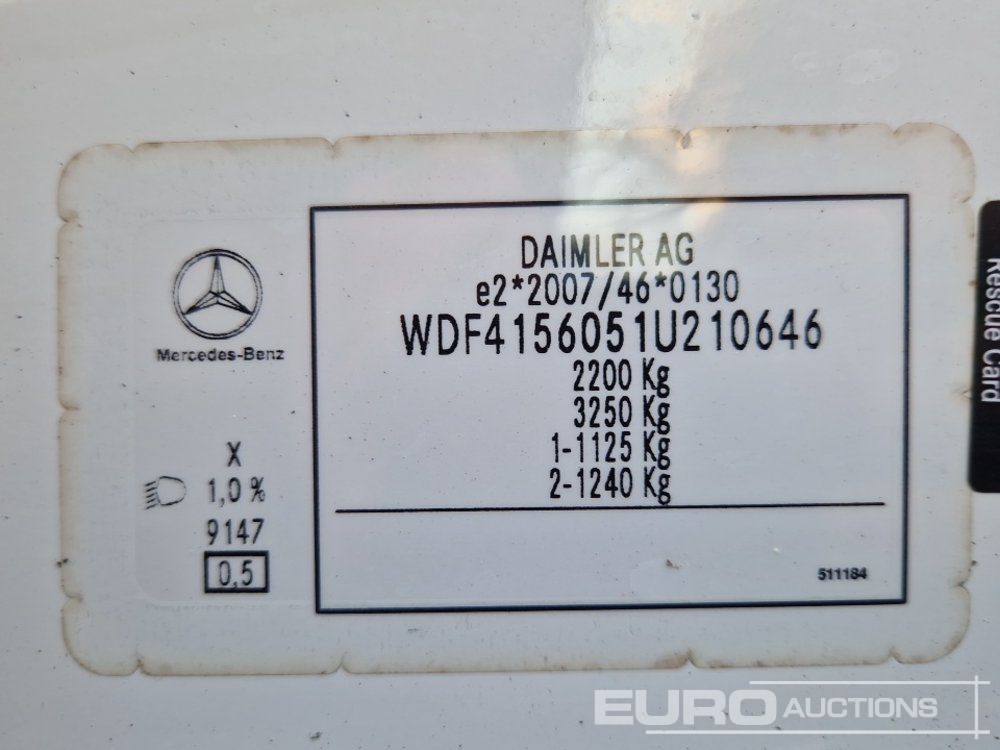 DAIMLER AG
e2*2007/46*0130
WDF4156051U210646
2200 Kg
3250 Kg
1-1125 Kg
2-1240 Kg
511184
Mercedes-Benz
X
1,0 %
9147
0,5
Rescue Card
EURO AUCTIONS